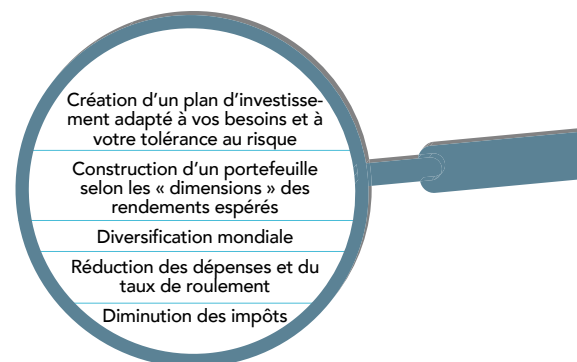 Création d’un plan d’investisse-
ment adapté à vos besoins et à
votre tolérance au risque
Construction d’un portefeuille
selon les « dimensions » des
rendements espérés
Diversification mondiale
Réduction des dépenses et du
taux de roulement
Diminution des impôts